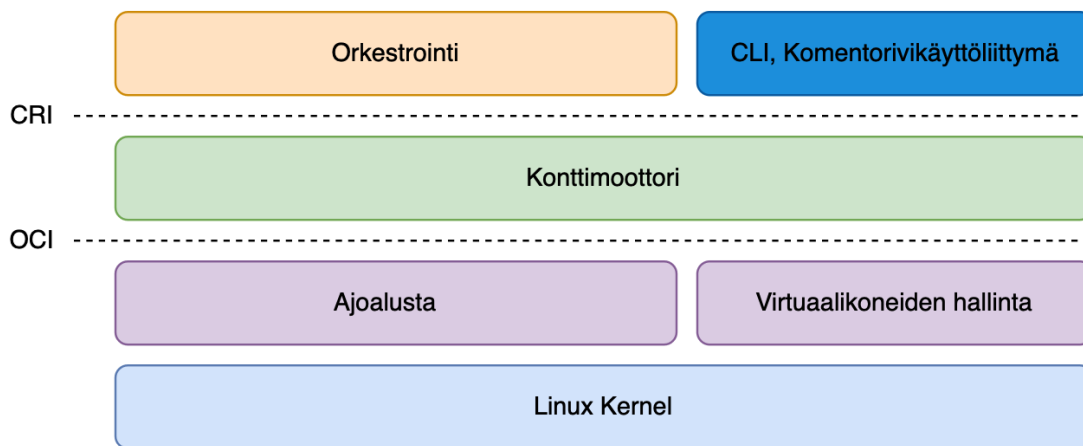 Orkestrointi
CLI, Komentorivikäyttöliittymä
CRI
Konttimoottori
OCI
Ajoalusta
Virtuaalikoneiden hallinta
Linux Kernel